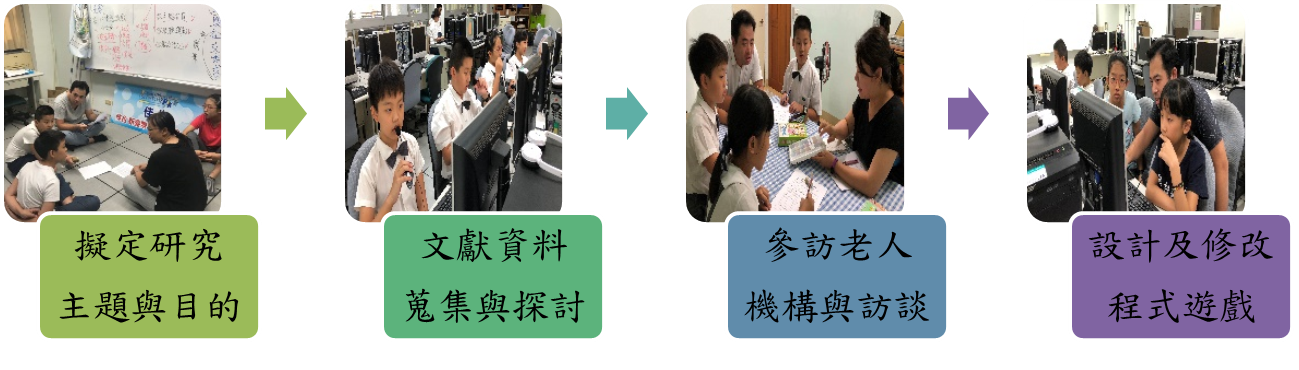 擬定研究
主題與目的
文獻資料
蒐集與探討
參訪老人
機構與訪談
設計及修改
程式遊戲